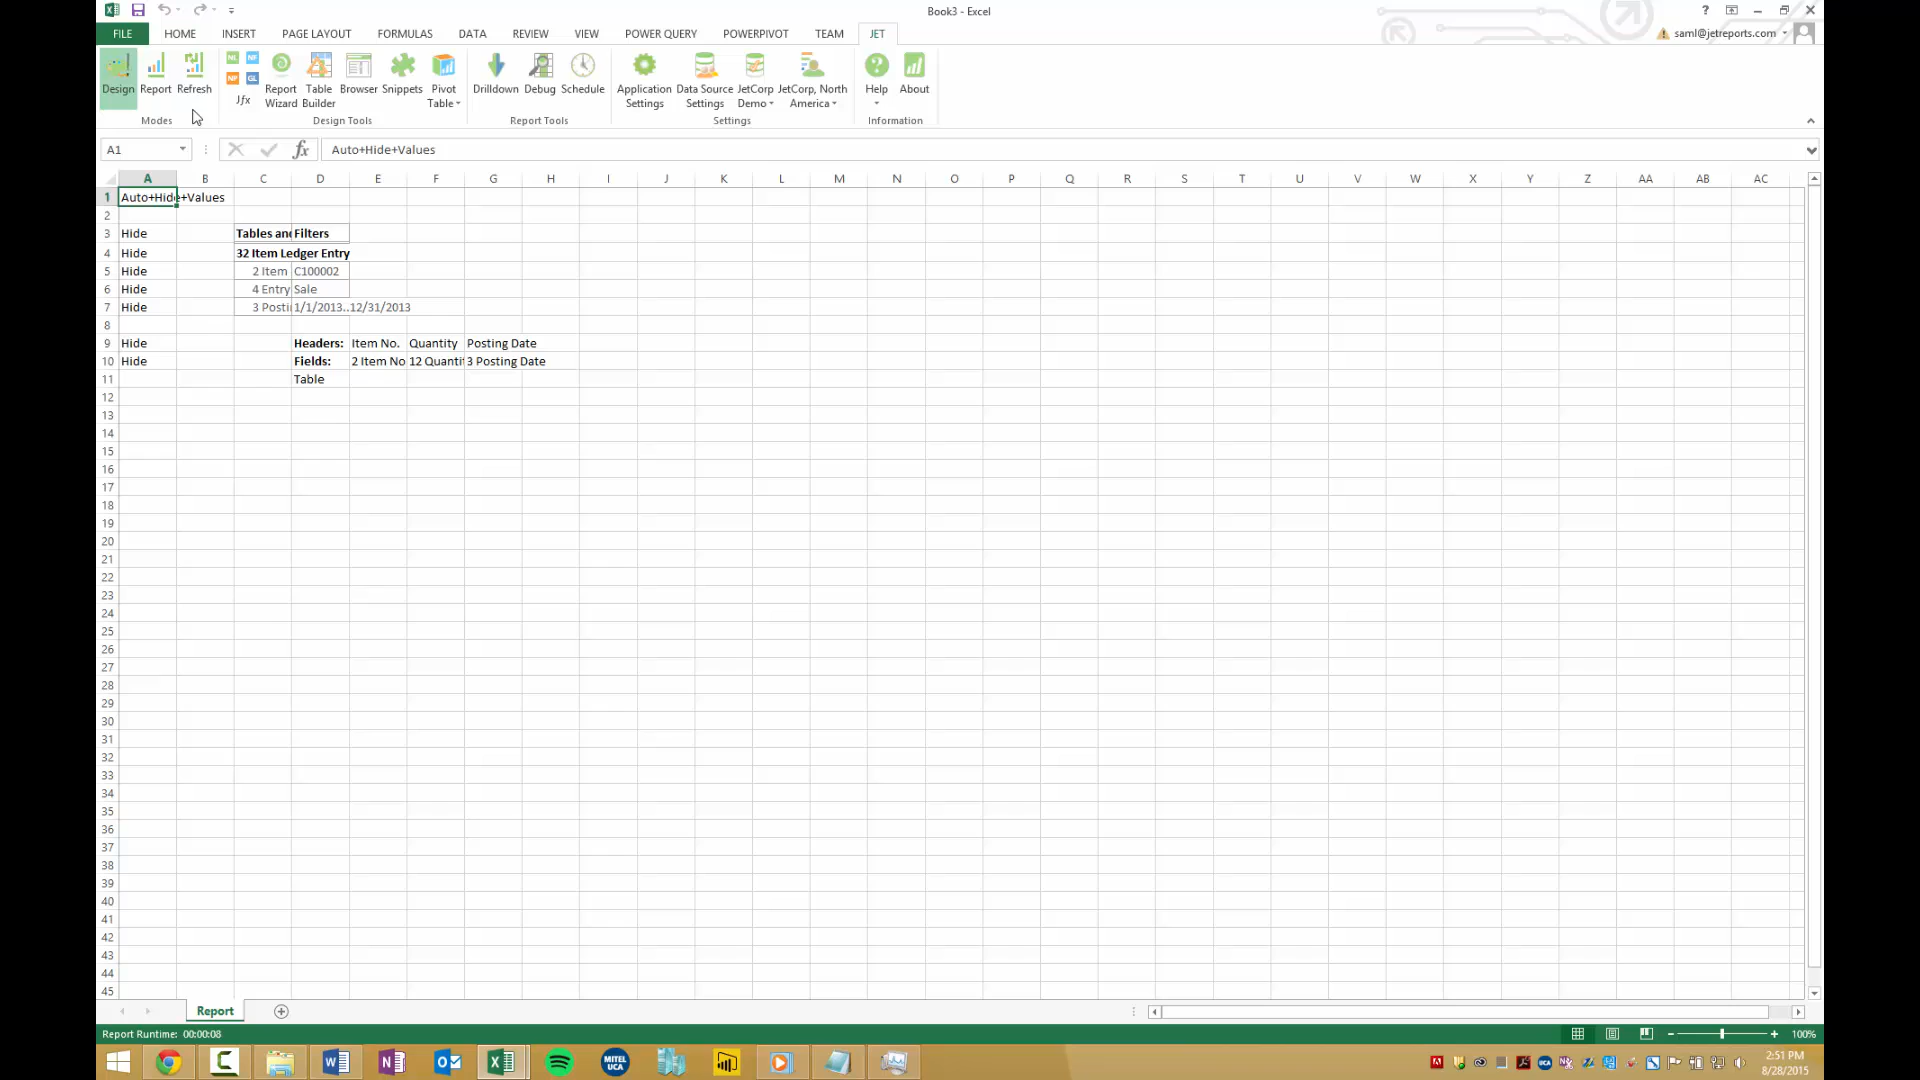 Book3 - Excel
?
FILE HOME INSERT PAGE LAYOUT FORMULAS DATA REVIEW VIEW POWER QUERY POWERPIVOT TEAM JET
saml@jetreports.com
Design Report Refresh
NL NF
NP GL
Jfx
Report Wizard
Table Builder
Browser Snippets
Pivot Table
Drilldown Debug Schedule
Application Settings
Data Source Settings
JetCorp Demo
JetCorp, North America
Help About
Modes Design Tools Report Tools Settings Information
A1 fx Auto+Hide+Values
A B C D E F G H I J K L M N O P Q R S T U V W X Y Z AA AB AC
1 Auto+Hide+Values
2
3 Hide Tables and Filters
4 Hide 32 Item Ledger Entry
5 Hide 2 Item C100002
6 Hide 4 Entry Sale
7 Hide 3 Posti 1/1/2013..12/31/2013
8
9 Hide Headers: Item No. Quantity Posting Date
10 Hide Fields: 2 Item No 12 Quantit 3 Posting Date
11 Table
12
13
14
15
16
17
18
19
20
21
22
23
24
25
26
27
28
29
30
31
32
33
34
35
36
37
38
39
40
41
42
43
44
45
Report
Report Runtime: 00:00:08
100%
MITEL UCA
2:51 PM
8/28/2015